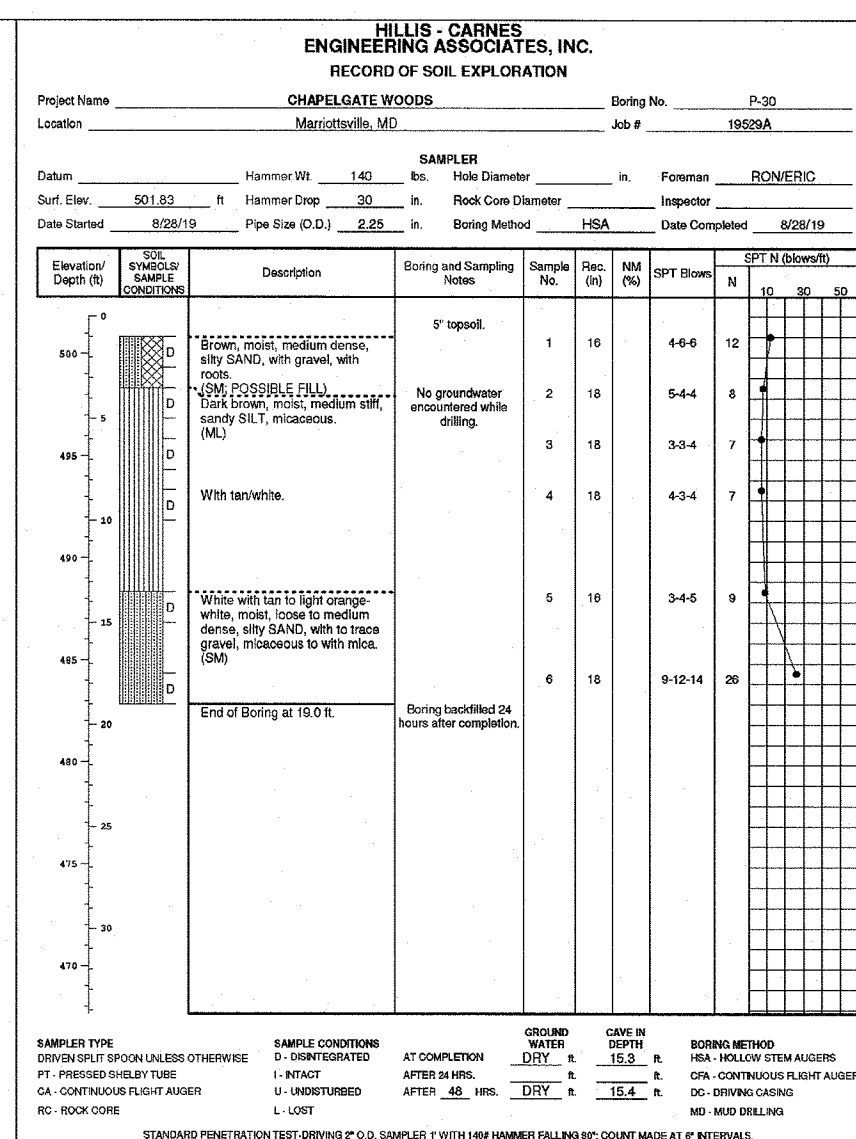 HILLIS - CARNES
ENGINEERING ASSOCIATES, INC.
RECORD OF SOIL EXPLORATION
Project Name CHAPELGATE WOODS Boring No. P-30
Location Marriottsville, MD Job # 19529A
SAMPLER
Datum Hammer Wt. 140 lbs. Hole Diameter in. Foreman RON/ERIC
Surf. Elev. 501.83 ft Hammer Drop 30 in. Rock Core Diameter Inspector
Date Started 8/28/19 Pipe Size (O.D.) 2.25 in. Boring Method HSA Date Completed 8/28/19
Elevation/ Depth (ft) SOIL SYMBOLS/ SAMPLE CONDITIONS Description Boring and Sampling Notes Sample No. Rec. (in) NM (%) SPT Blows SPT N (blows/ft)
N 10 30 50
0
5" topsoil.
500 D Brown, moist, medium dense, 1 16 4-6-6 12
silty SAND, with gravel, with
roots.
(SM; POSSIBLE FILL) No groundwater 2 18 5-4-4 8
D Dark brown, moist, medium stiff, encountered while
5 sandy SILT, micaceous. drilling.
(ML)
495 D 3 18 3-3-4 7
D With tan/white. 4 18 4-3-4 7
10
490
D White with tan to light orange- 5 16 3-4-5 9
15 white, moist, loose to medium
dense, silty SAND, with to trace
gravel, micaceous to with mica.
485 (SM)
D 6 18 9-12-14 26
End of Boring at 19.0 ft. Boring backfilled 24
20 hours after completion.
480
25
475
30
470
GROUND WATER CAVE IN DEPTH
SAMPLER TYPE SAMPLE CONDITIONS BORING METHOD
DRIVEN SPLIT SPOON UNLESS OTHERWISE D - DISINTEGRATED AT COMPLETION DRY ft. 15.3 ft. HSA - HOLLOW STEM AUGERS
PT - PRESSED SHELBY TUBE I - INTACT AFTER 24 HRS. ft. ft. CFA - CONTINUOUS FLIGHT AUGER
CA - CONTINUOUS FLIGHT AUGER U - UNDISTURBED AFTER 48 HRS. DRY ft. 15.4 ft. DC - DRIVING CASING
RC - ROCK CORE L - LOST MD - MUD DRILLING
STANDARD PENETRATION TEST-DRIVING 2" O.D. SAMPLER 1' WITH 140# HAMMER FALLING 30"; COUNT MADE AT 6" INTERVALS.